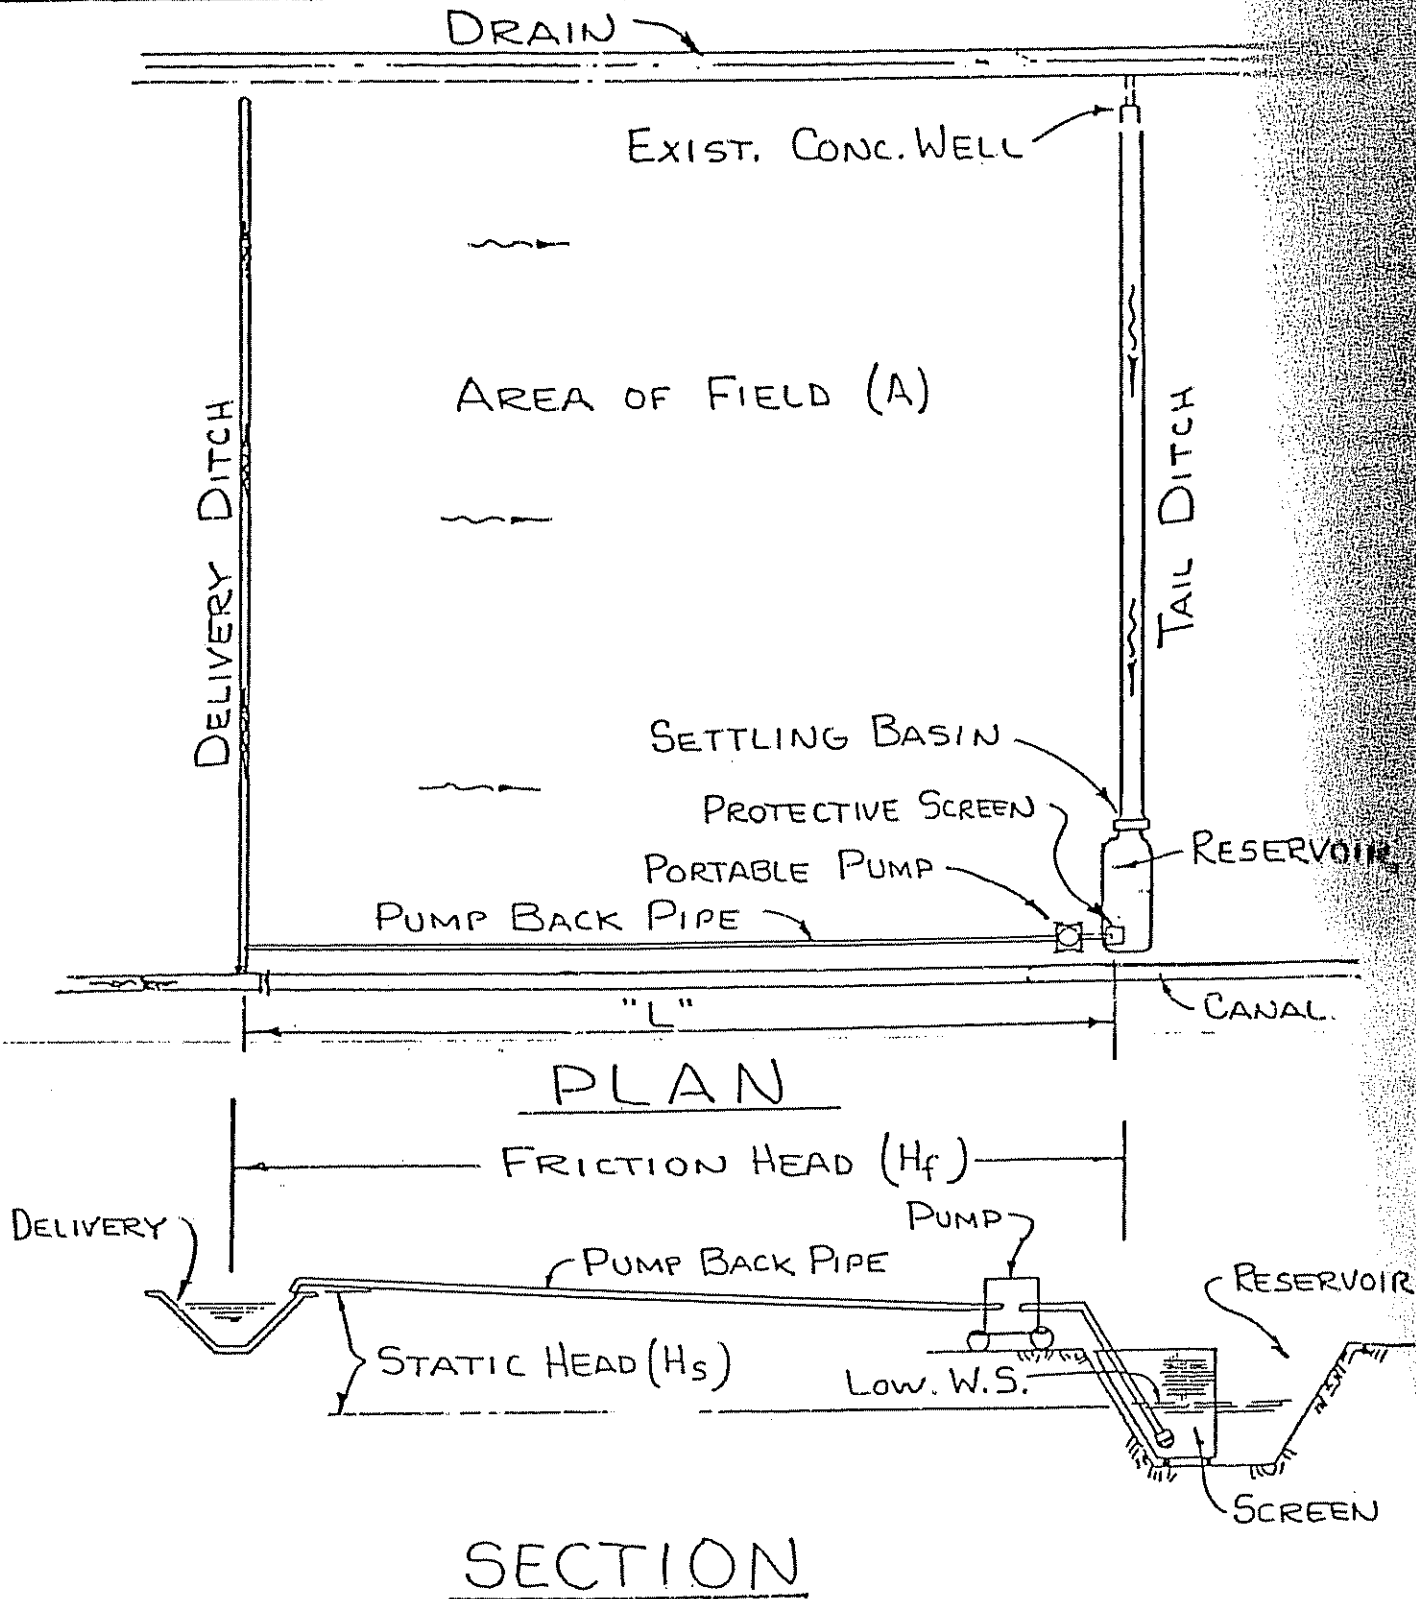 DRAIN
EXIST. CONC. WELL
AREA OF FIELD (A)
DELIVERY DITCH
TAIL DITCH
SETTLING BASIN
PROTECTIVE SCREEN
RESERVOIR
PORTABLE PUMP
PUMP BACK PIPE
CANAL.
"L"
PLAN
FRICTION HEAD (Hf)
DELIVERY
PUMP
PUMP BACK PIPE
RESERVOIR
STATIC HEAD (Hs)
LOW. W.S.
SCREEN
SECTION